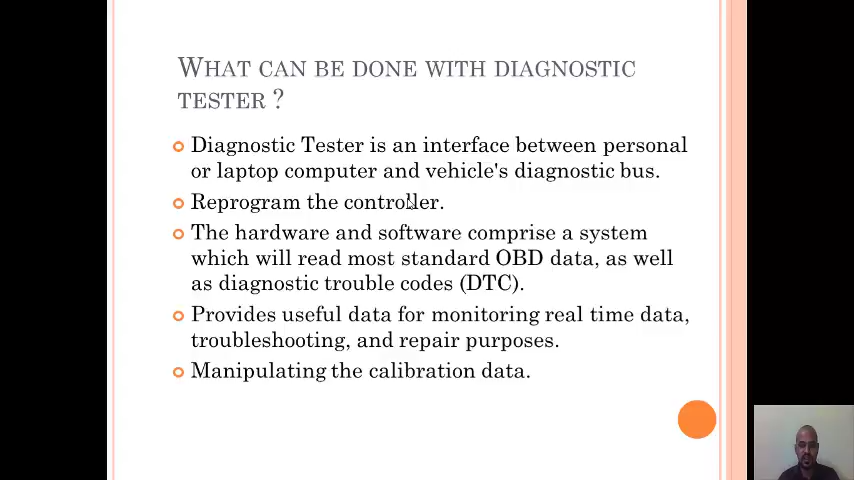 WHAT CAN BE DONE WITH DIAGNOSTIC
TESTER ?
Diagnostic Tester is an interface between personal
or laptop computer and vehicle's diagnostic bus.
Reprogram the controller.
The hardware and software comprise a system
which will read most standard OBD data, as well
as diagnostic trouble codes (DTC).
Provides useful data for monitoring real time data,
troubleshooting, and repair purposes.
Manipulating the calibration data.